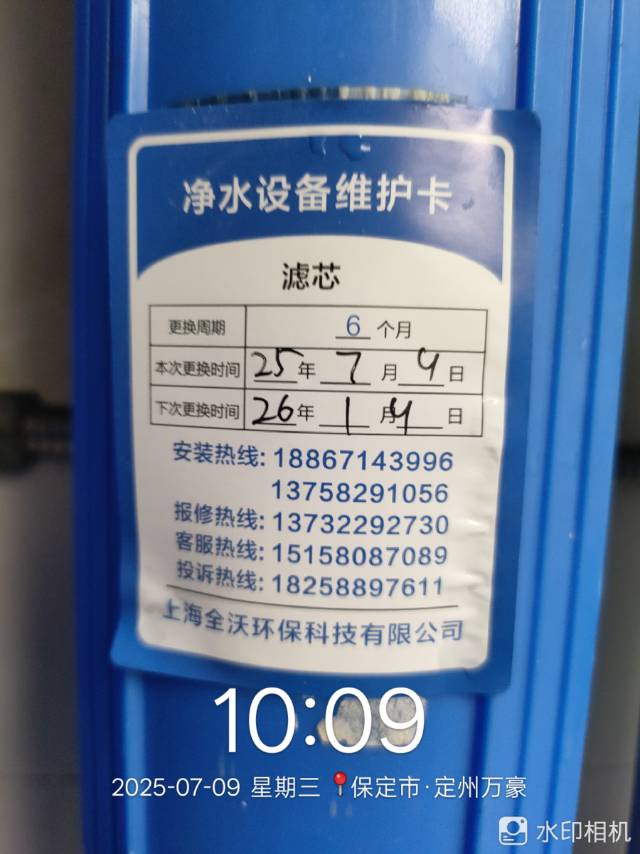 净水设备维护卡
滤芯
更换周期 6 个月
本次更换时间 25 年 7 月 9 日
下次更换时间 26 年 1 月 9 日
安装热线: 18867143996
13758291056
报修热线: 13732292730
客服热线: 15158087089
投诉热线: 18258897611
上海全沃环保科技有限公司
10:09
2025-07-09 星期三 📍保定市·定州万豪
水印相机